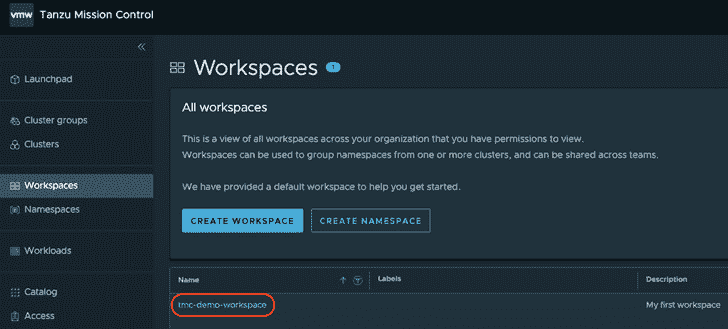 vmw Tanzu Mission Control
Launchpad
Cluster groups
Clusters
Workspaces
Namespaces
Workloads
Catalog
Access
Workspaces 1
All workspaces
This is a view of all workspaces across your organization that you have permissions to view.
Workspaces can be used to group namespaces from one or more clusters, and can be shared across teams.
We have provided a default workspace to help you get started.
CREATE WORKSPACE CREATE NAMESPACE
Name Labels Description
tmc-demo-workspace My first workspace